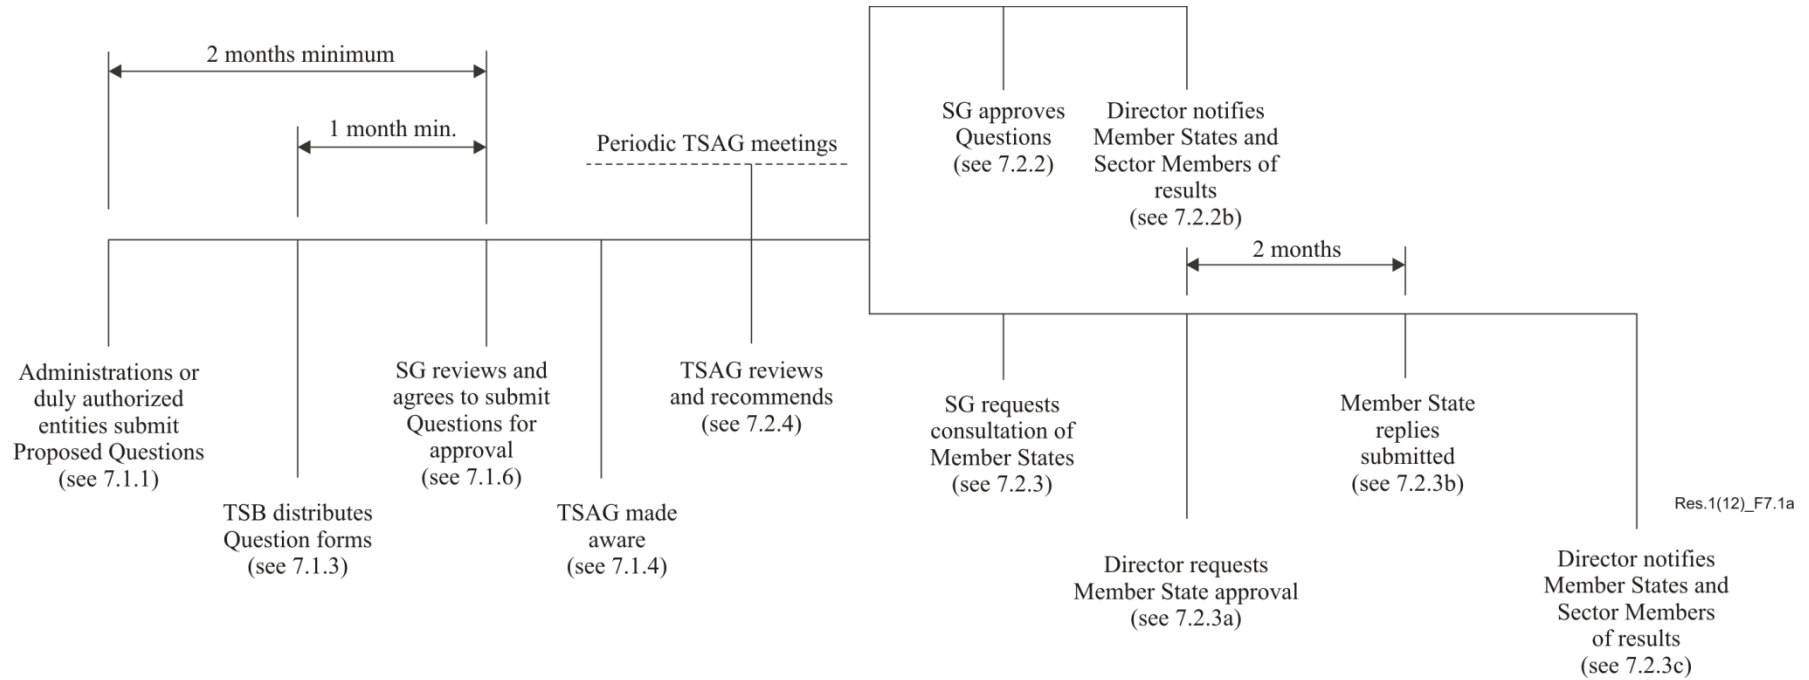 2 months minimum
1 month min.
Periodic TSAG meetings
SG approves
Questions
(see 7.2.2)
Director notifies
Member States and
Sector Members of
results
(see 7.2.2b)
2 months
Administrations or
duly authorized
entities submit
Proposed Questions
(see 7.1.1)
TSB distributes
Question forms
(see 7.1.3)
SG reviews and
agrees to submit
Questions for
approval
(see 7.1.6)
TSAG made
aware
(see 7.1.4)
TSAG reviews
and recommends
(see 7.2.4)
SG requests
consultation of
Member States
(see 7.2.3)
Director requests
Member State approval
(see 7.2.3a)
Member State
replies
submitted
(see 7.2.3b)
Director notifies
Member States and
Sector Members
of results
(see 7.2.3c)
Res.1(12)_F7.1a